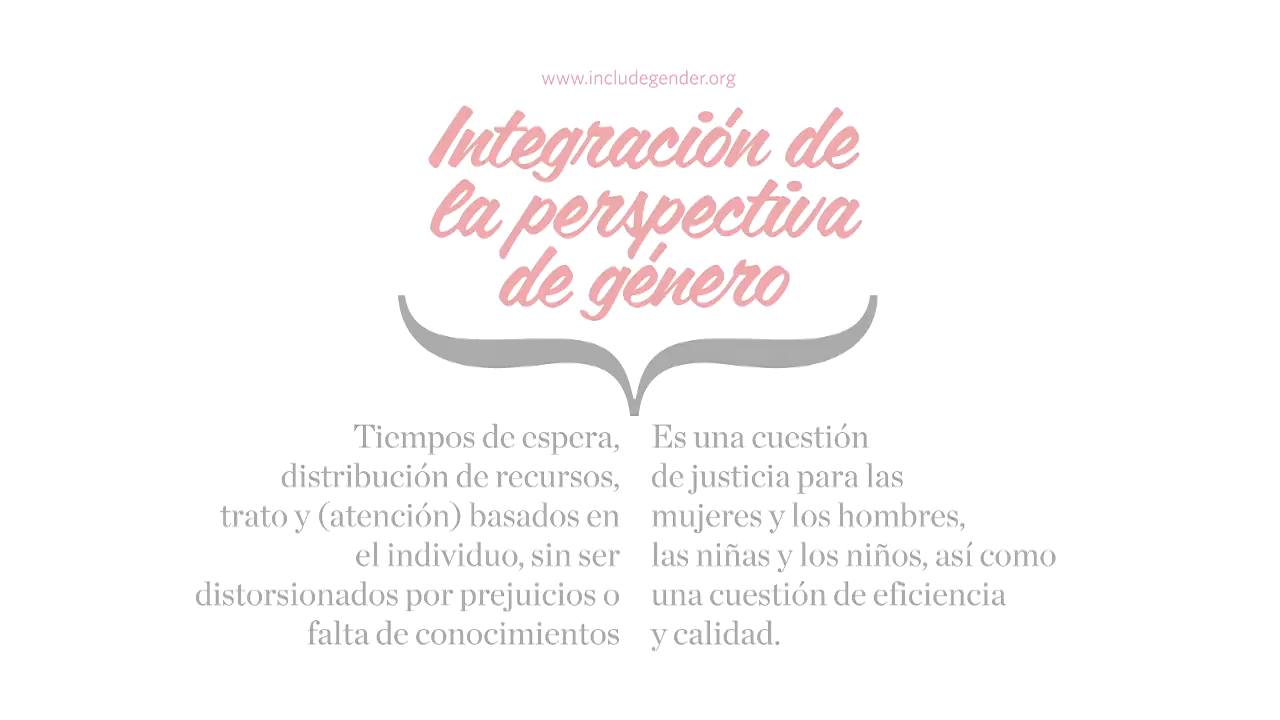 www.includegender.org
Integración de
la perspectiva
de género
Tiempos de espera,
distribución de recursos,
trato y (atención) basados en
el individuo, sin ser
distorsionados por prejuicios o
falta de conocimientos
Es una cuestión
de justicia para las
mujeres y los hombres,
las niñas y los niños, así como
una cuestión de eficiencia
y calidad.